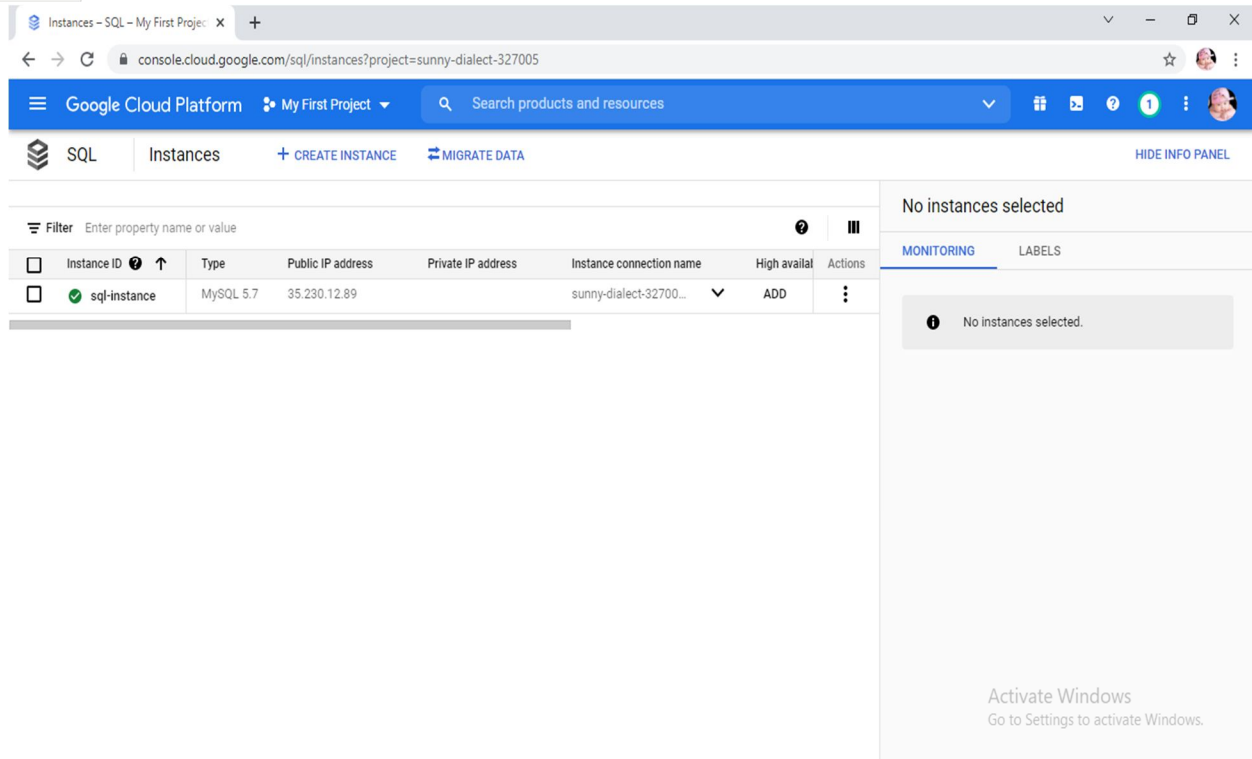 Instances – SQL – My First Projec
console.cloud.google.com/sql/instances?project=sunny-dialect-327005
Google Cloud Platform My First Project Search products and resources 1
SQL Instances + CREATE INSTANCE MIGRATE DATA HIDE INFO PANEL
No instances selected
Filter Enter property name or value
MONITORING LABELS
Instance ID Type Public IP address Private IP address Instance connection name High availal Actions
sql-instance MySQL 5.7 35.230.12.89 sunny-dialect-32700... ADD
No instances selected.
Activate Windows
Go to Settings to activate Windows.